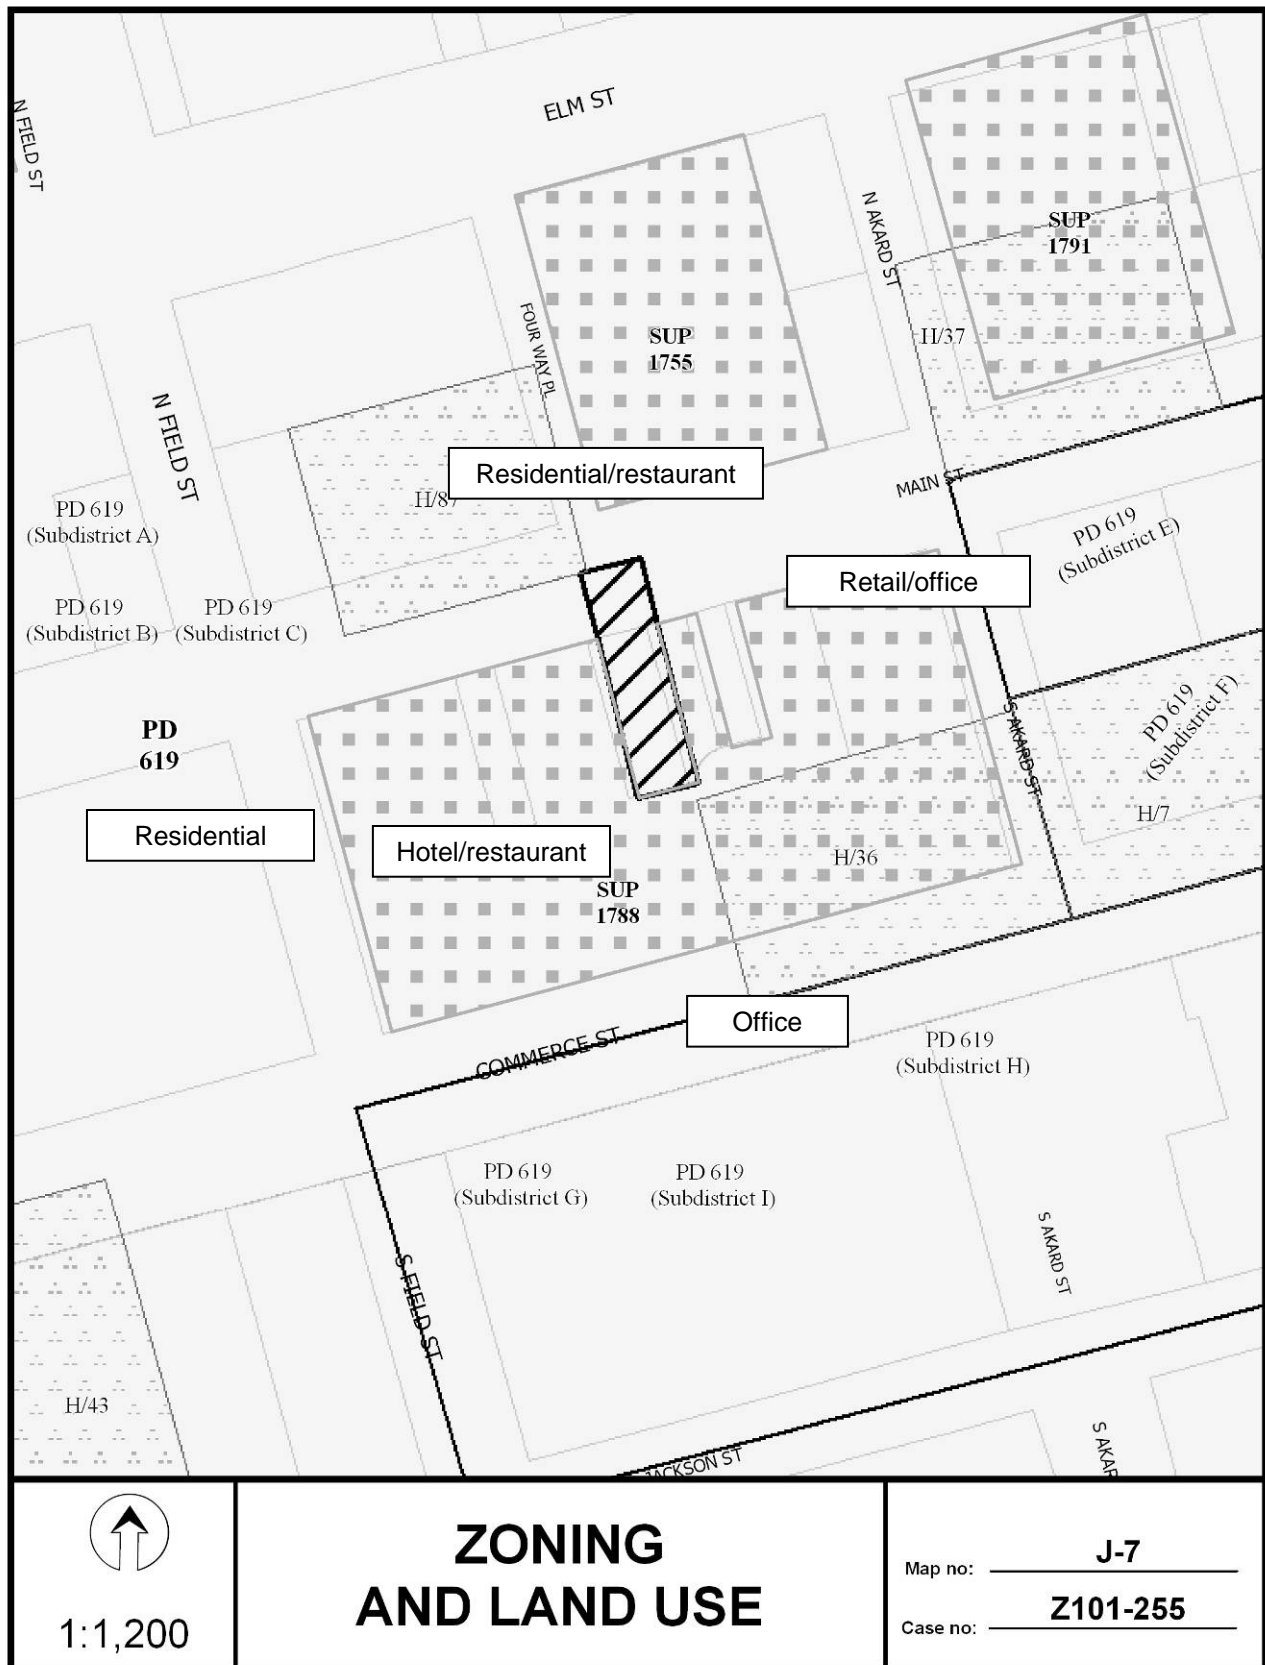 ELM ST
N FIELD ST
N AKARD ST
SUP
1791
FOUR WAY PL
SUP
1755
H/37
N FIELD ST
Residential/restaurant
MAIN ST
H/87
PD 619
(Subdistrict A)
PD 619
(Subdistrict E)
Retail/office
PD 619
(Subdistrict B)
PD 619
(Subdistrict C)
PD 619
(Subdistrict F)
PD
619
S AKARD ST
H/7
Residential
Hotel/restaurant
H/36
SUP
1788
Office
COMMERCE ST
PD 619
(Subdistrict H)
PD 619
(Subdistrict G)
PD 619
(Subdistrict I)
S AKARD ST
S FIELD ST
H/43
S AKAR
JACKSON ST
1:1,200
ZONING
AND LAND USE
Map no: J-7
Case no: Z101-255